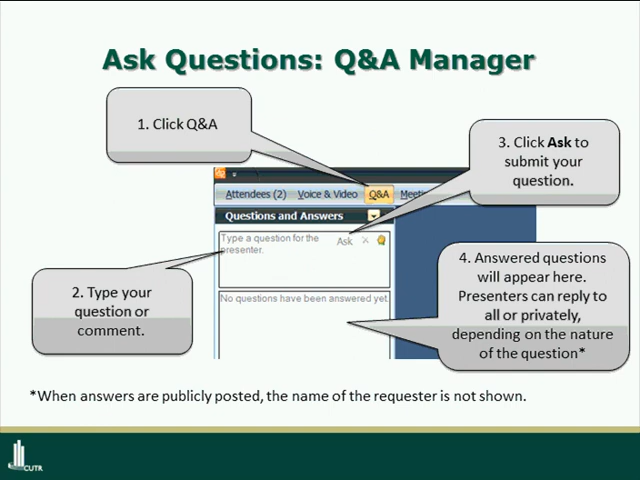 Ask Questions: Q&A Manager
1. Click Q&A
3. Click Ask to
submit your
question.
Attendees (2) Voice & Video Q&A
Questions and Answers
Type a question for the
presenter.
Ask
2. Type your
question or
comment.
No questions have been answered yet.
4. Answered questions
will appear here.
Presenters can reply to
all or privately,
depending on the nature
of the question*
*When answers are publicly posted, the name of the requester is not shown.
CUTR